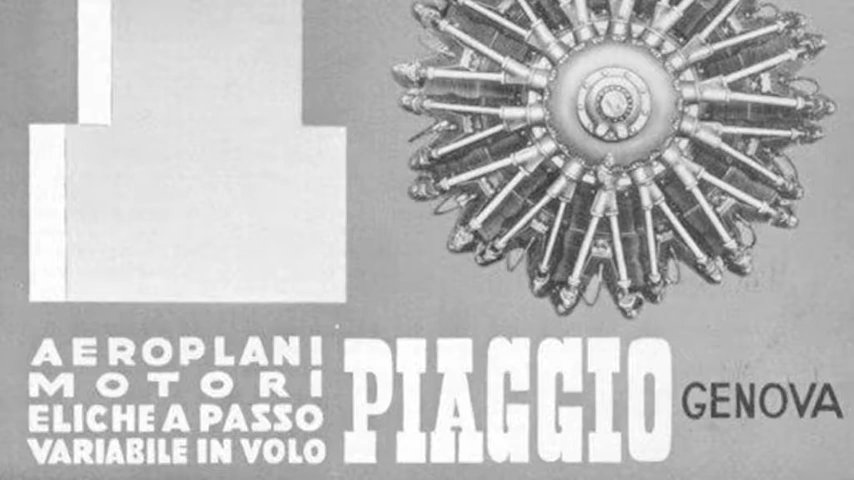 AEROPLANI
MOTORI
ELICHE A PASSO
VARIABILE IN VOLO
PIAGGIO
GENOVA